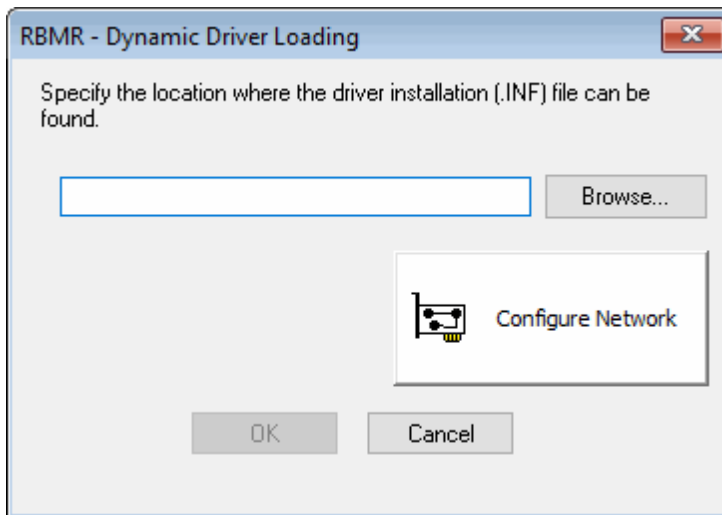 RBMR - Dynamic Driver Loading
Specify the location where the driver installation (.INF) file can be
found.
Browse...
Configure Network
OK
Cancel